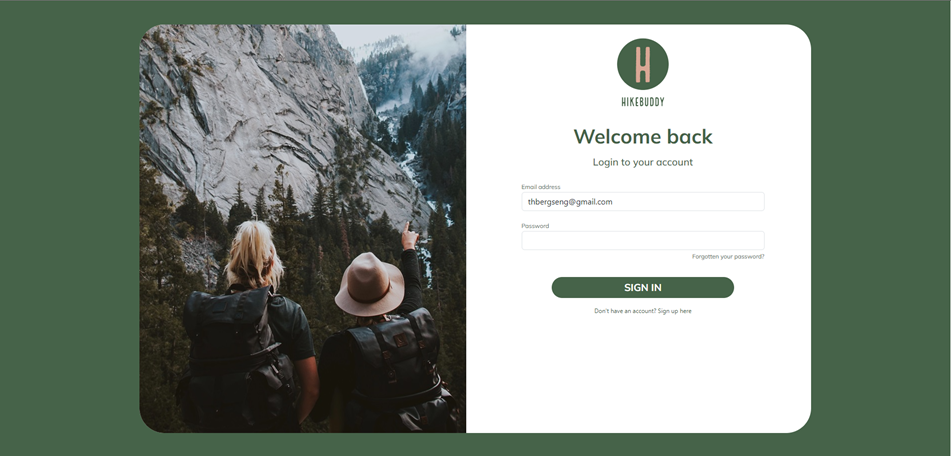 H
HIKEBUDDY
Welcome back
Login to your account
Email address
thbergseng@gmail.com
Password
Forgotten your password?
SIGN IN
Don't have an account? Sign up here